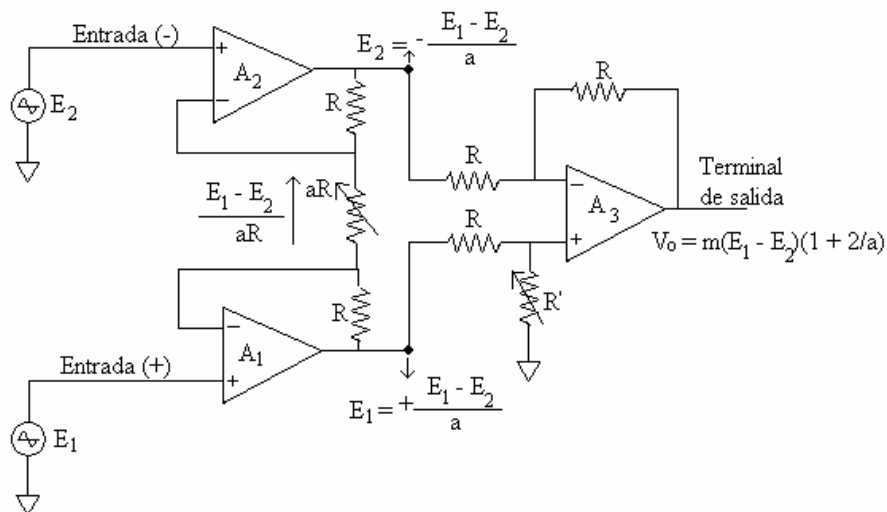 Entrada (-)
E2 = - E1 - E2 / a
+
A2
-
E2
R
R
E1 - E2 / aR
aR
R
R
-
A3
+
Terminal
de salida
Vo = m(E1 - E2)(1 + 2/a)
R'
R
-
A1
+
Entrada (+)
E1 = + E1 - E2 / a
E1